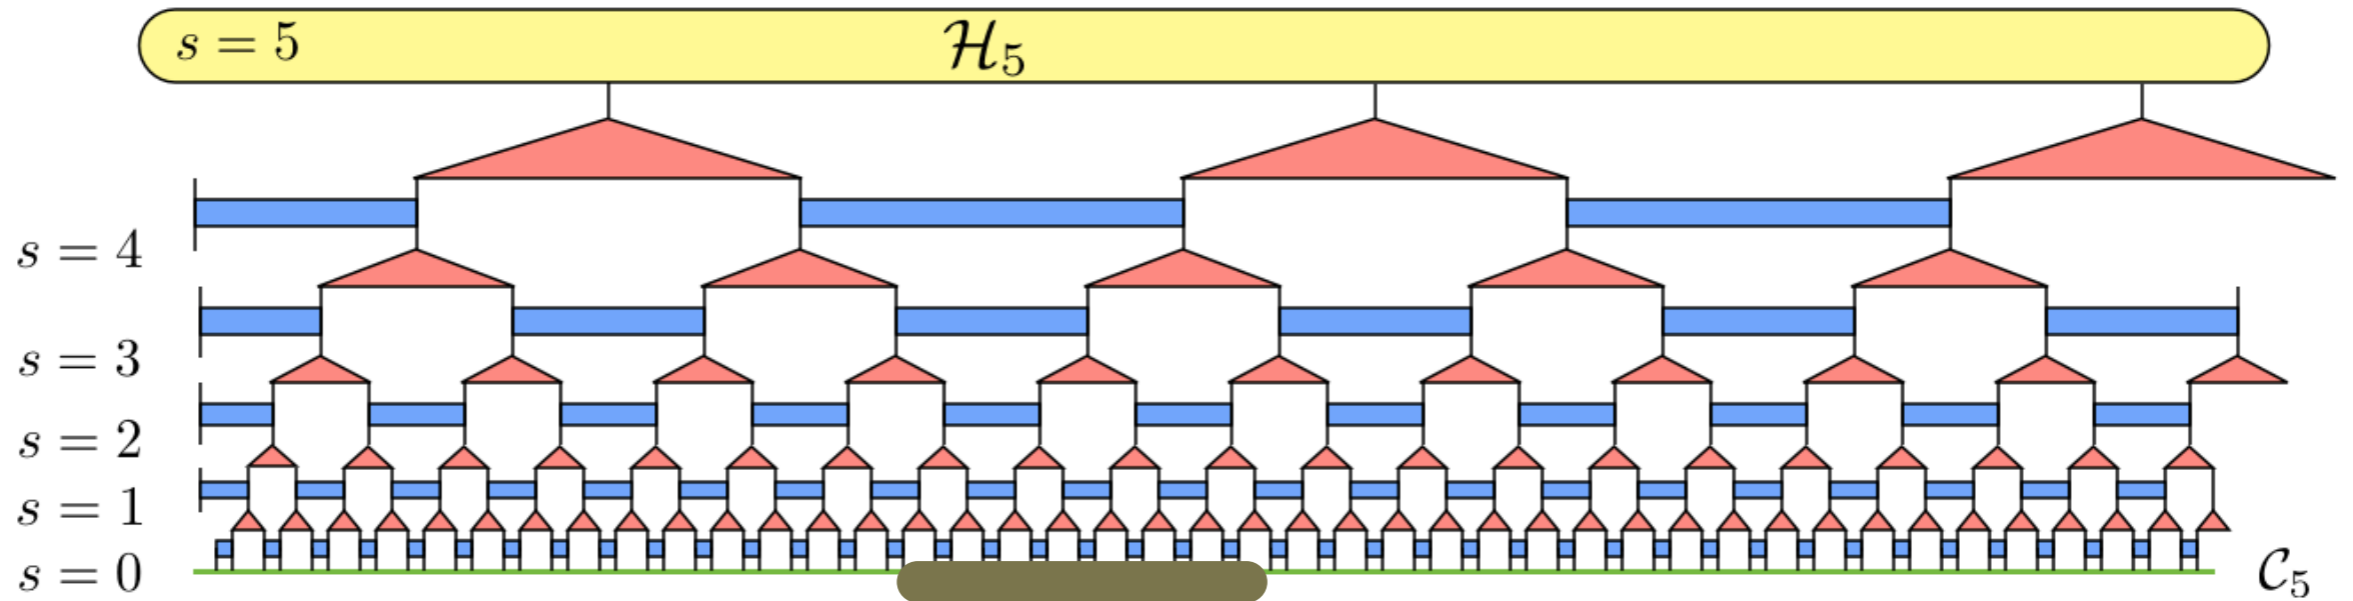 s = 5
ℋ₅
s = 4
s = 3
s = 2
s = 1
s = 0
𝒞₅